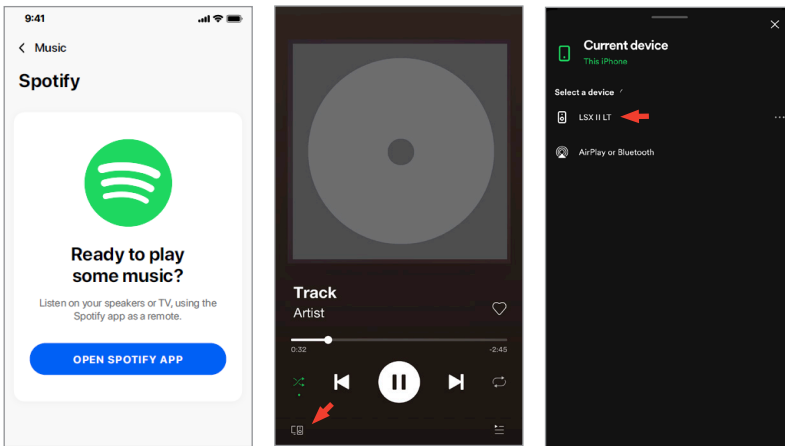 9:41
Music
Spotify
Ready to play
some music?
Listen on your speakers or TV, using the
Spotify app as a remote.
OPEN SPOTIFY APP
Track
Artist
0:32
-2:45
Current device
This iPhone
Select a device
LSX II LT
AirPlay or Bluetooth